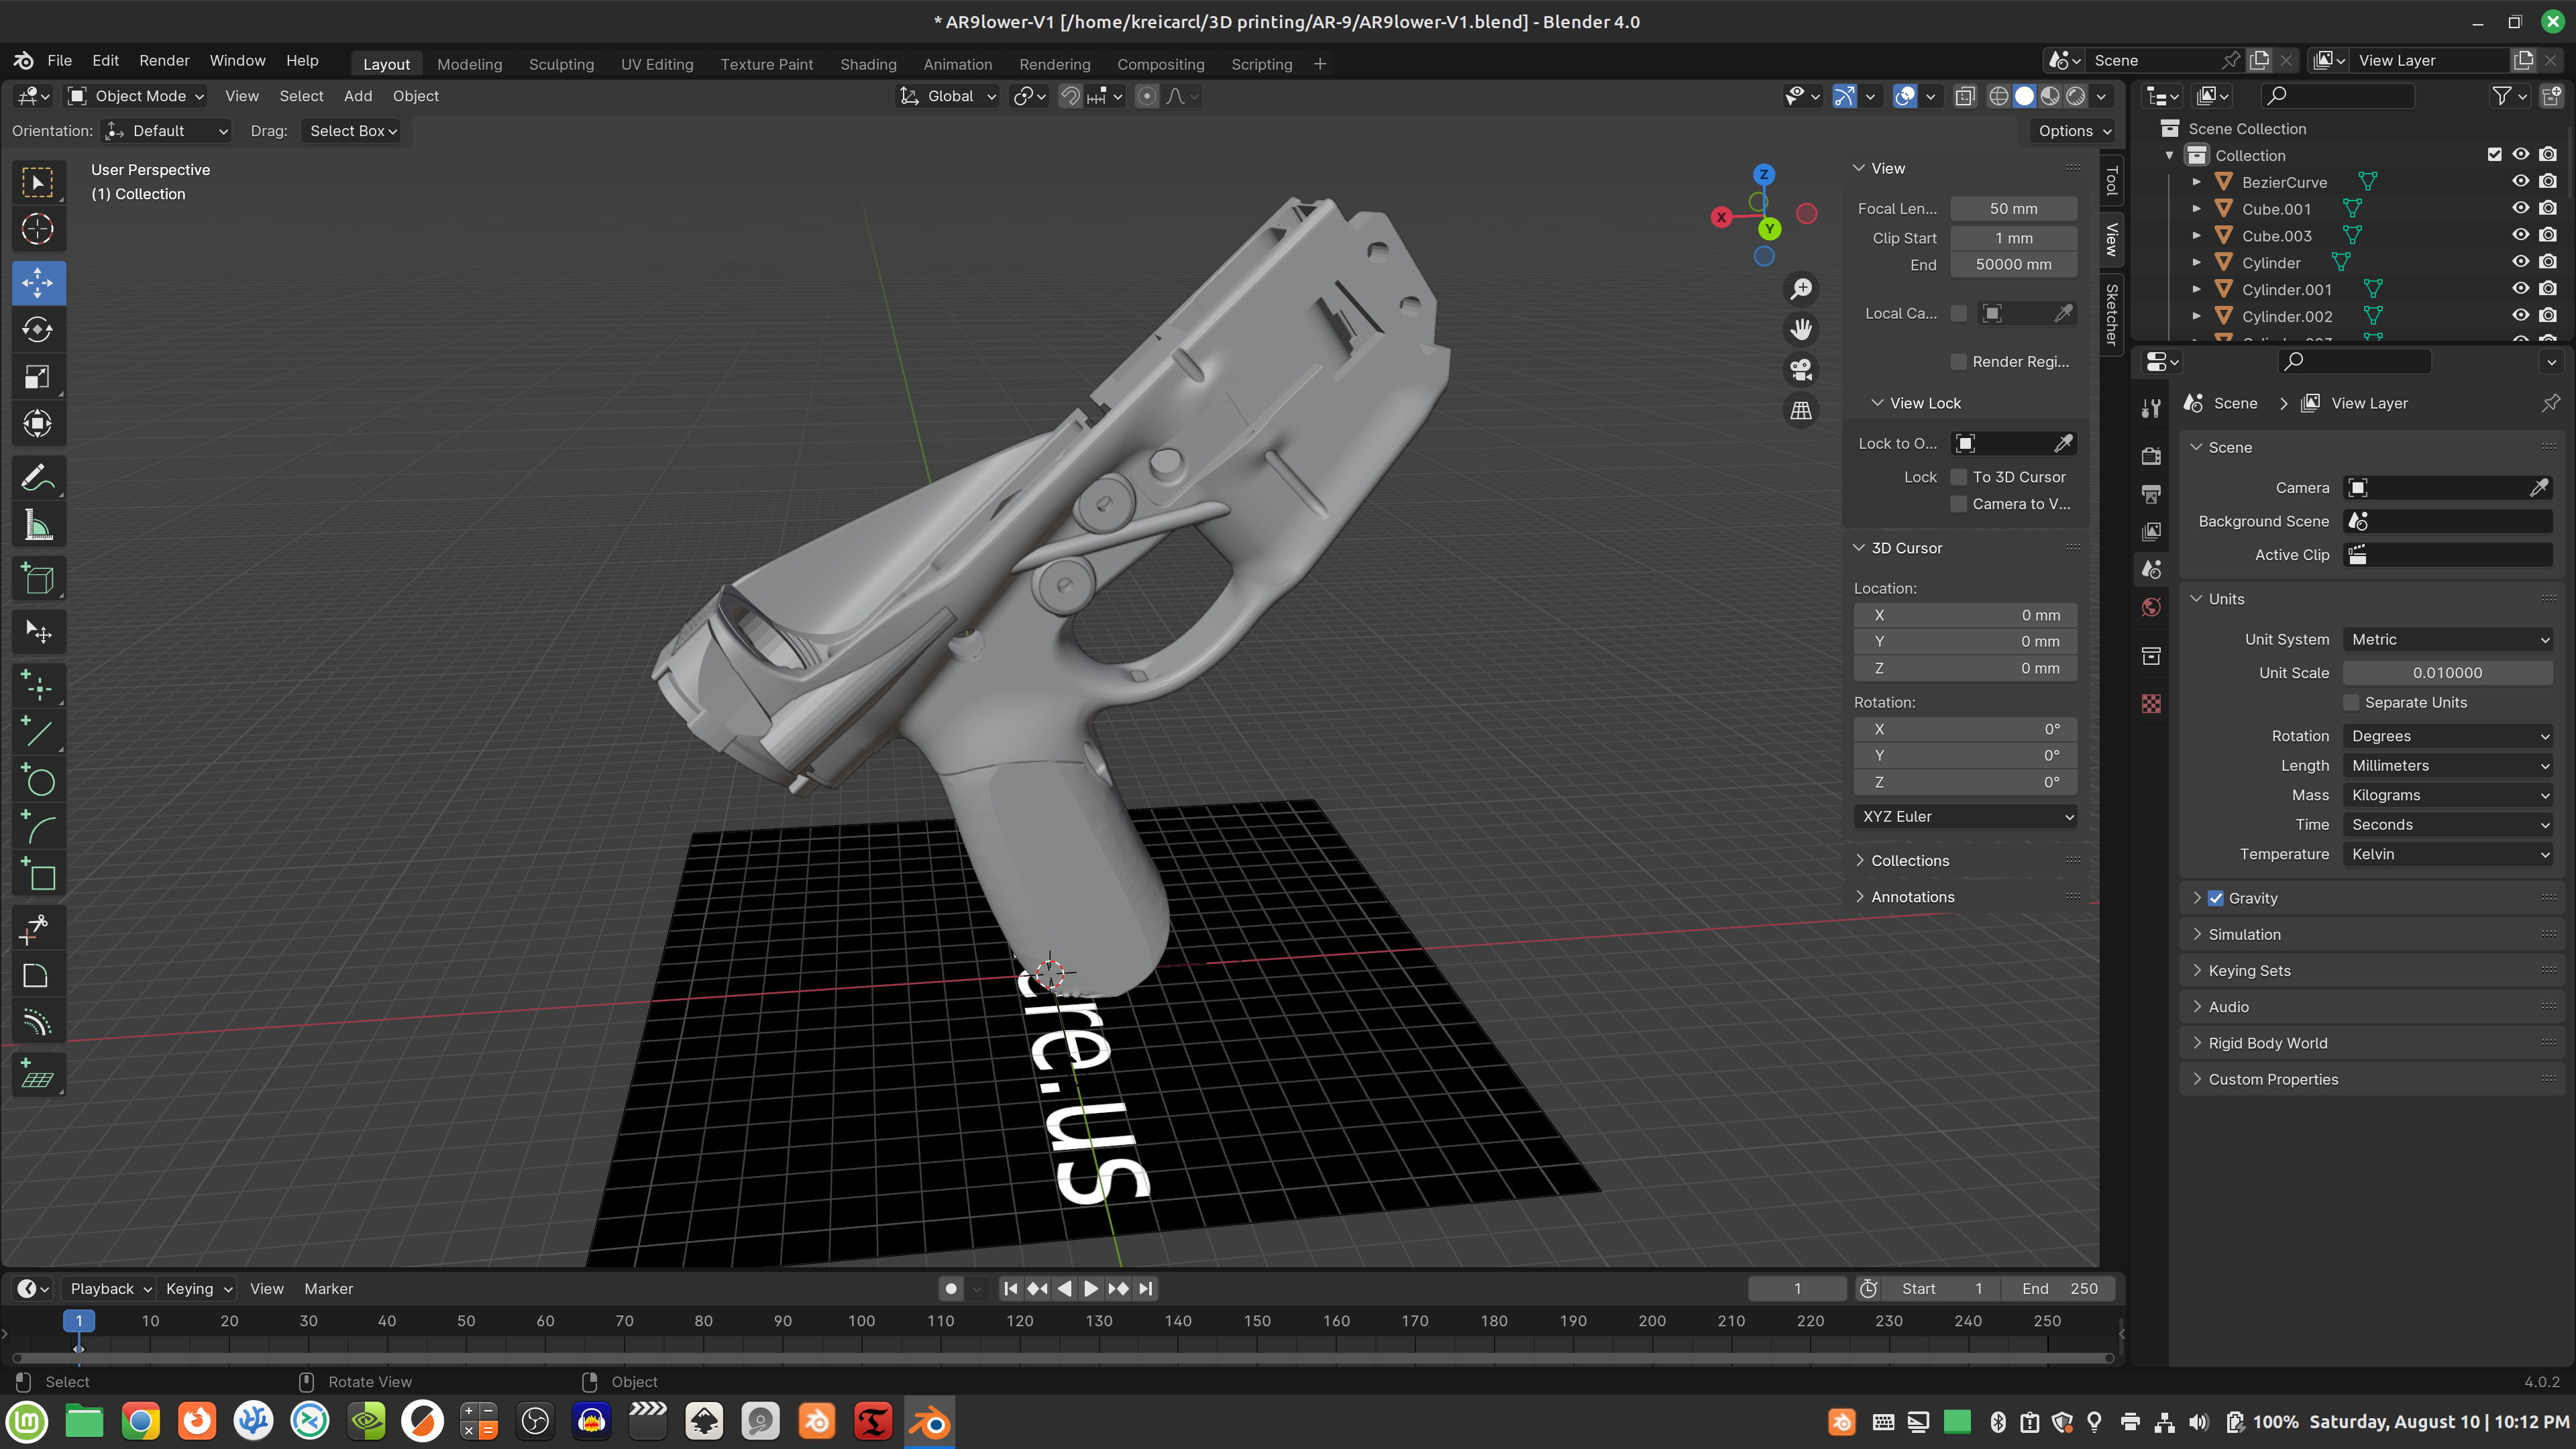 * AR9lower-V1 [/home/kreicarcl/3D printing/AR-9/AR9lower-V1.blend] - Blender 4.0
File Edit Render Window Help Layout Modeling Sculpting UV Editing Texture Paint Shading Animation Rendering Compositing Scripting + Scene View Layer
Object Mode View Select Add Object Global
Orientation: Default Drag: Select Box Options
User Perspective
(1) Collection
Z
X
Y
View
Focal Len... 50 mm
Clip Start 1 mm
End 50000 mm
Local Ca...
Render Regi...
View Lock
Lock to O...
Lock To 3D Cursor
Camera to V...
3D Cursor
Location:
X 0 mm
Y 0 mm
Z 0 mm
Rotation:
X 0°
Y 0°
Z 0°
XYZ Euler
Collections
Annotations
Tool
View
Sketcher
Scene Collection
Collection
BezierCurve
Cube.001
Cube.003
Cylinder
Cylinder.001
Cylinder.002
Scene > View Layer
Scene
Camera
Background Scene
Active Clip
Units
Unit System Metric
Unit Scale 0.010000
Separate Units
Rotation Degrees
Length Millimeters
Mass Kilograms
Time Seconds
Temperature Kelvin
Gravity
Simulation
Keying Sets
Audio
Rigid Body World
Custom Properties
re.us
Playback Keying View Marker 1 Start 1 End 250
1 10 20 30 40 50 60 70 80 90 100 110 120 130 140 150 160 170 180 190 200 210 220 230 240 250
Select Rotate View Object 4.0.2
100% Saturday, August 10 | 10:12 PM